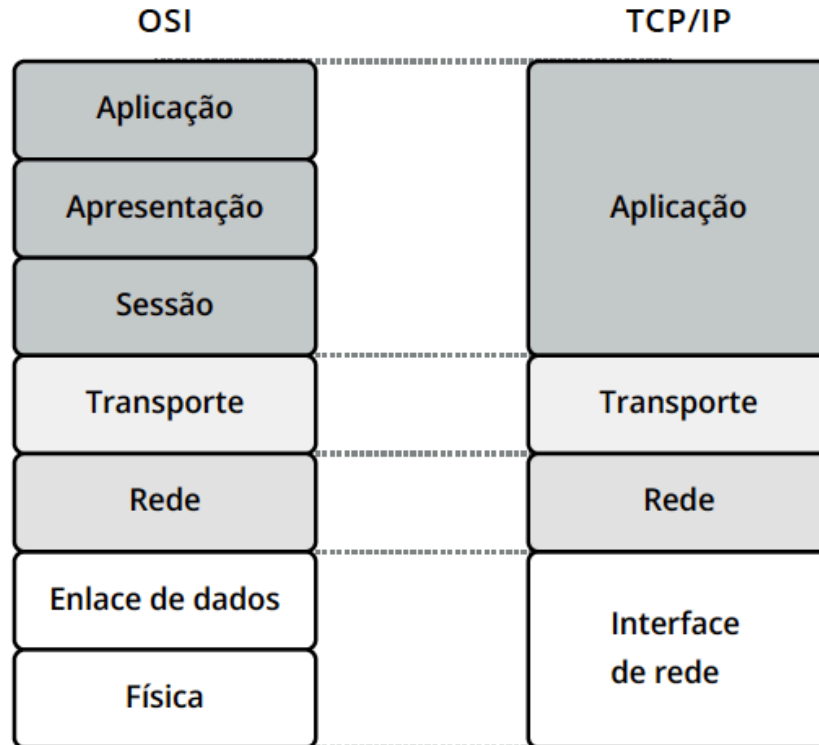 OSI
TCP/IP
Aplicação
Apresentação
Sessão
Transporte
Rede
Enlace de dados
Física
Aplicação
Transporte
Rede
Interface
de rede